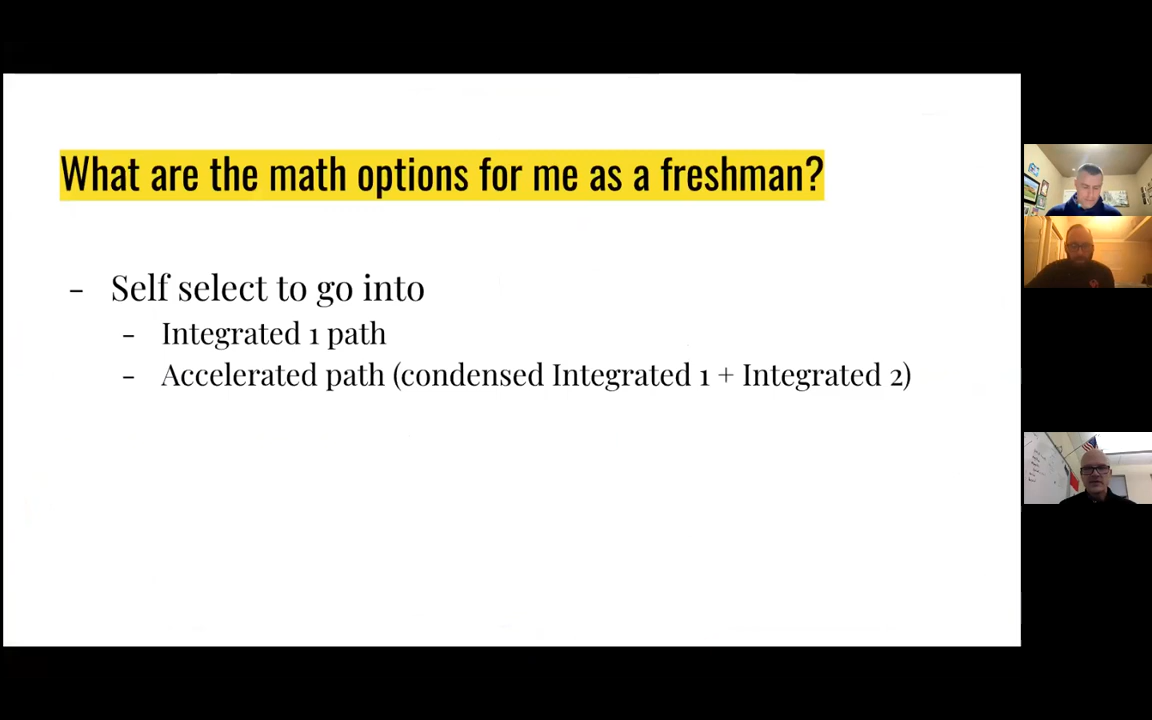 What are the math options for me as a freshman?
- Self select to go into
- Integrated 1 path
- Accelerated path (condensed Integrated 1 + Integrated 2)